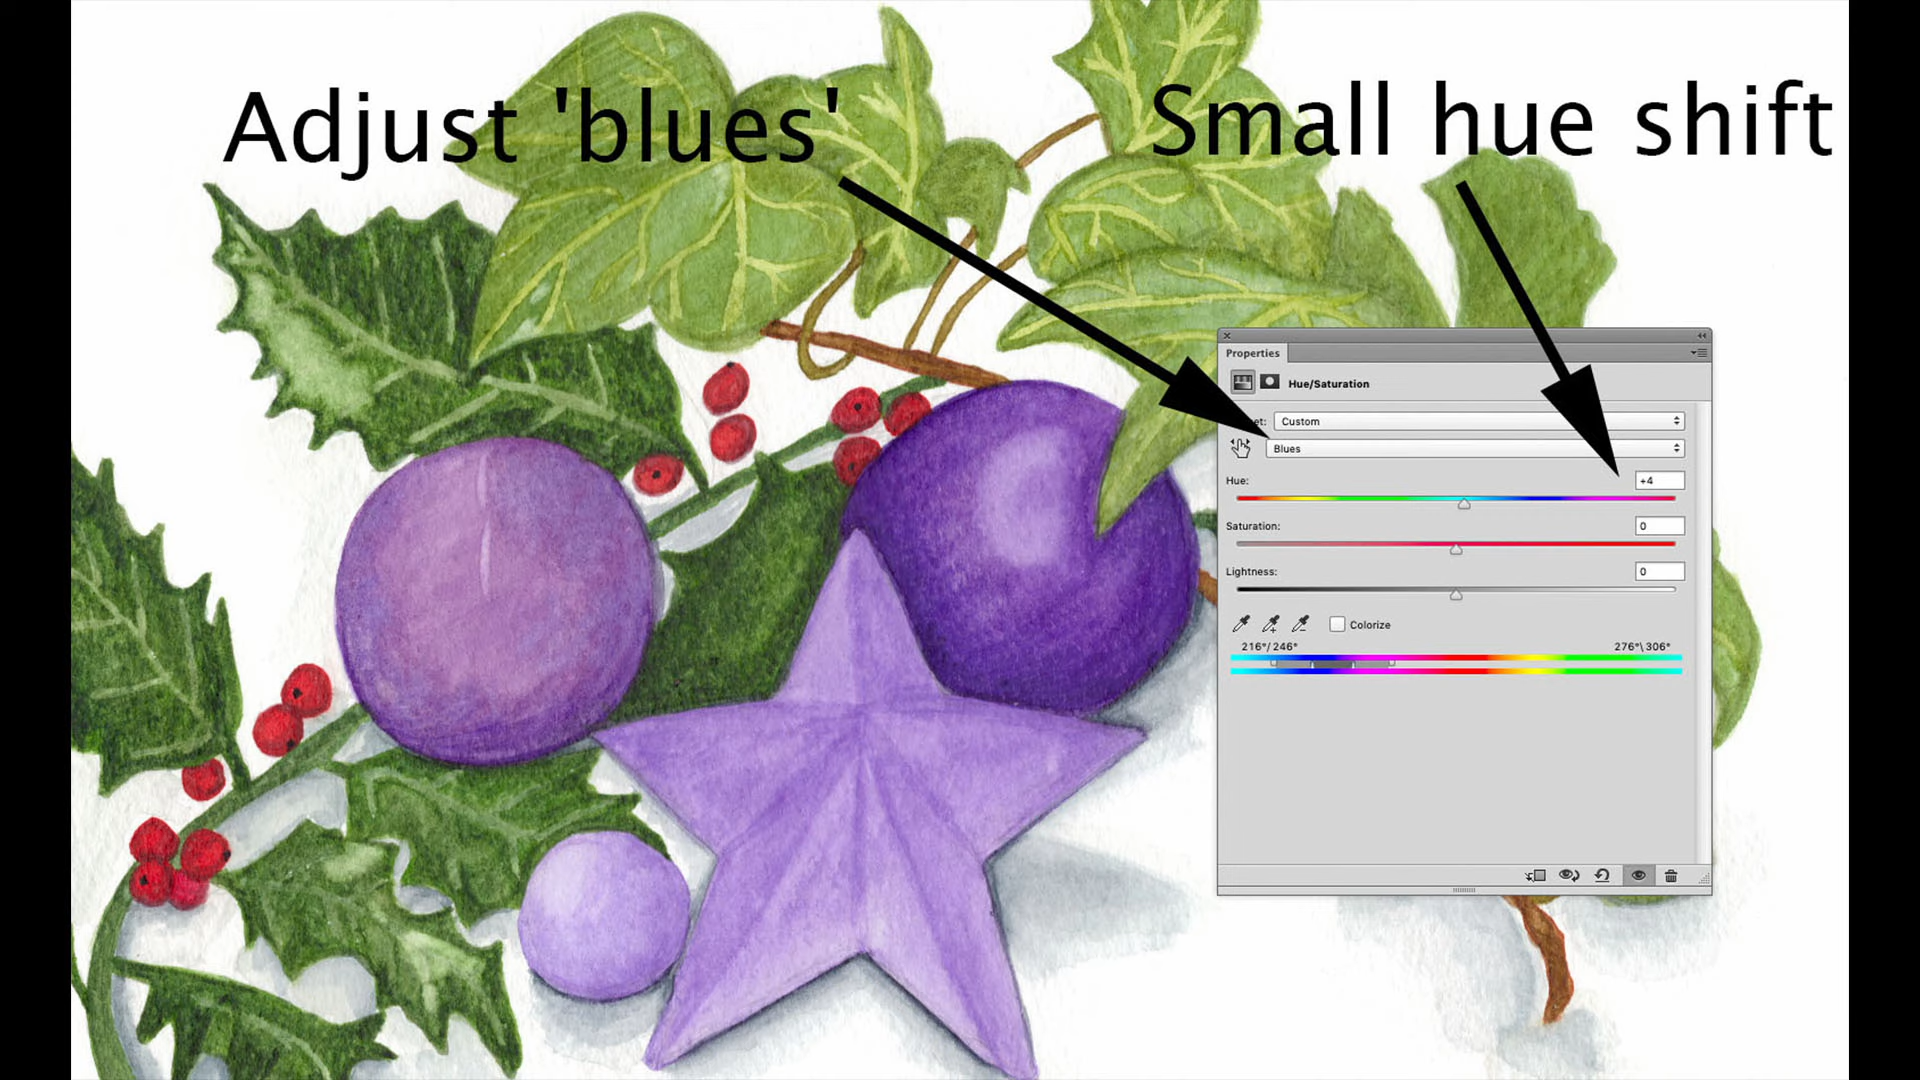 Adjust 'blues'
Small hue shift
Properties
Hue/Saturation
Custom
Blues
Hue:
+4
Saturation:
0
Lightness:
0
Colorize
216°/246°
276°\306°